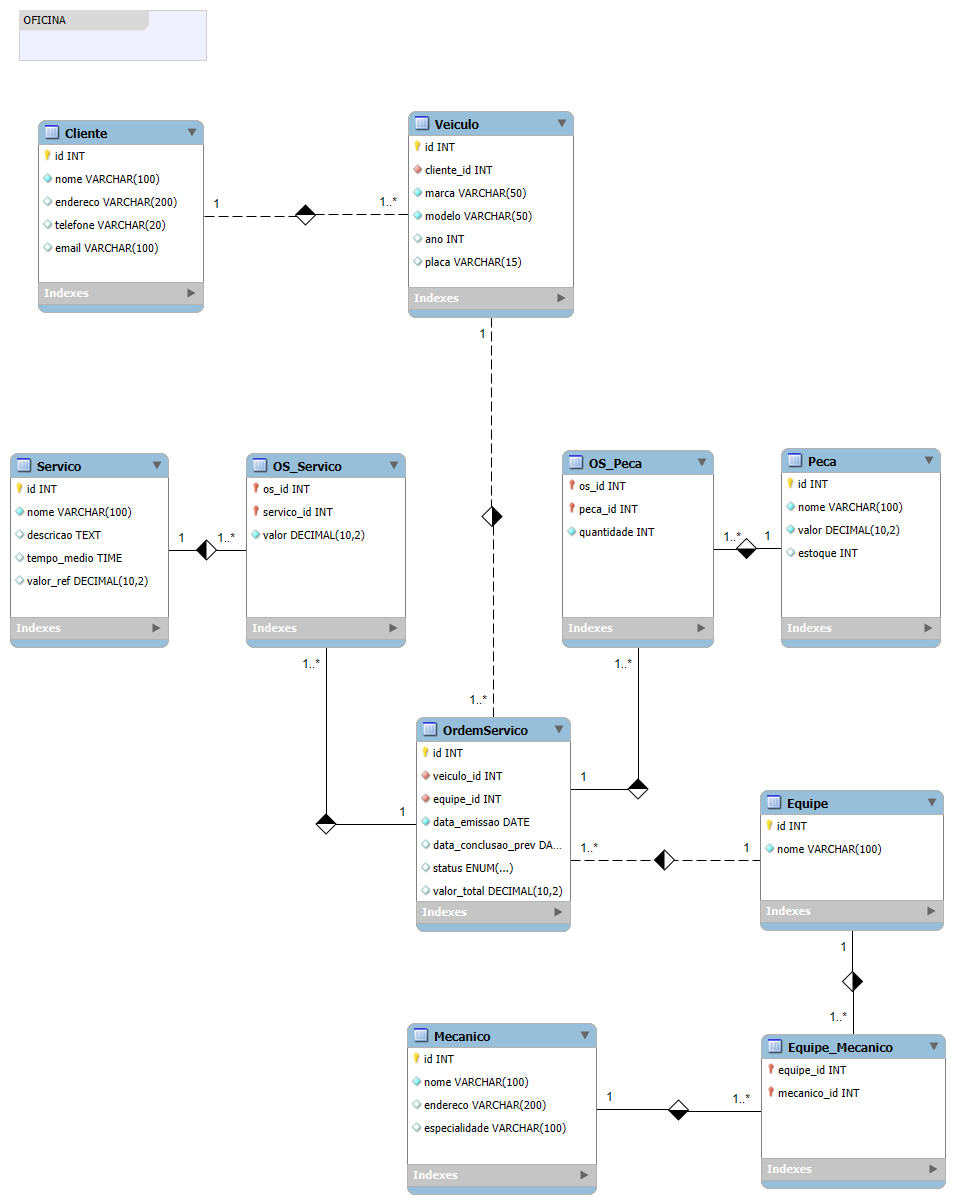 OFICINA
Cliente
id INT
nome VARCHAR(100)
endereco VARCHAR(200)
telefone VARCHAR(20)
email VARCHAR(100)
Indexes
1
1..*
Veiculo
id INT
cliente_id INT
marca VARCHAR(50)
modelo VARCHAR(50)
ano INT
placa VARCHAR(15)
Indexes
1
1..*
Servico
id INT
nome VARCHAR(100)
descricao TEXT
tempo_medio TIME
valor_ref DECIMAL(10,2)
Indexes
1
1..*
OS_Servico
os_id INT
servico_id INT
valor DECIMAL(10,2)
Indexes
1..*
1
OS_Peca
os_id INT
peca_id INT
quantidade INT
Indexes
1..*
1
Peca
id INT
nome VARCHAR(100)
valor DECIMAL(10,2)
estoque INT
Indexes
1..*
1
OrdemServico
id INT
veiculo_id INT
equipe_id INT
data_emissao DATE
data_conclusao_prev DA...
status ENUM(...)
valor_total DECIMAL(10,2)
Indexes
1..*
1
Equipe
id INT
nome VARCHAR(100)
Indexes
1
1..*
Mecanico
id INT
nome VARCHAR(100)
endereco VARCHAR(200)
especialidade VARCHAR(100)
Indexes
1
1..*
Equipe_Mecanico
equipe_id INT
mecanico_id INT
Indexes